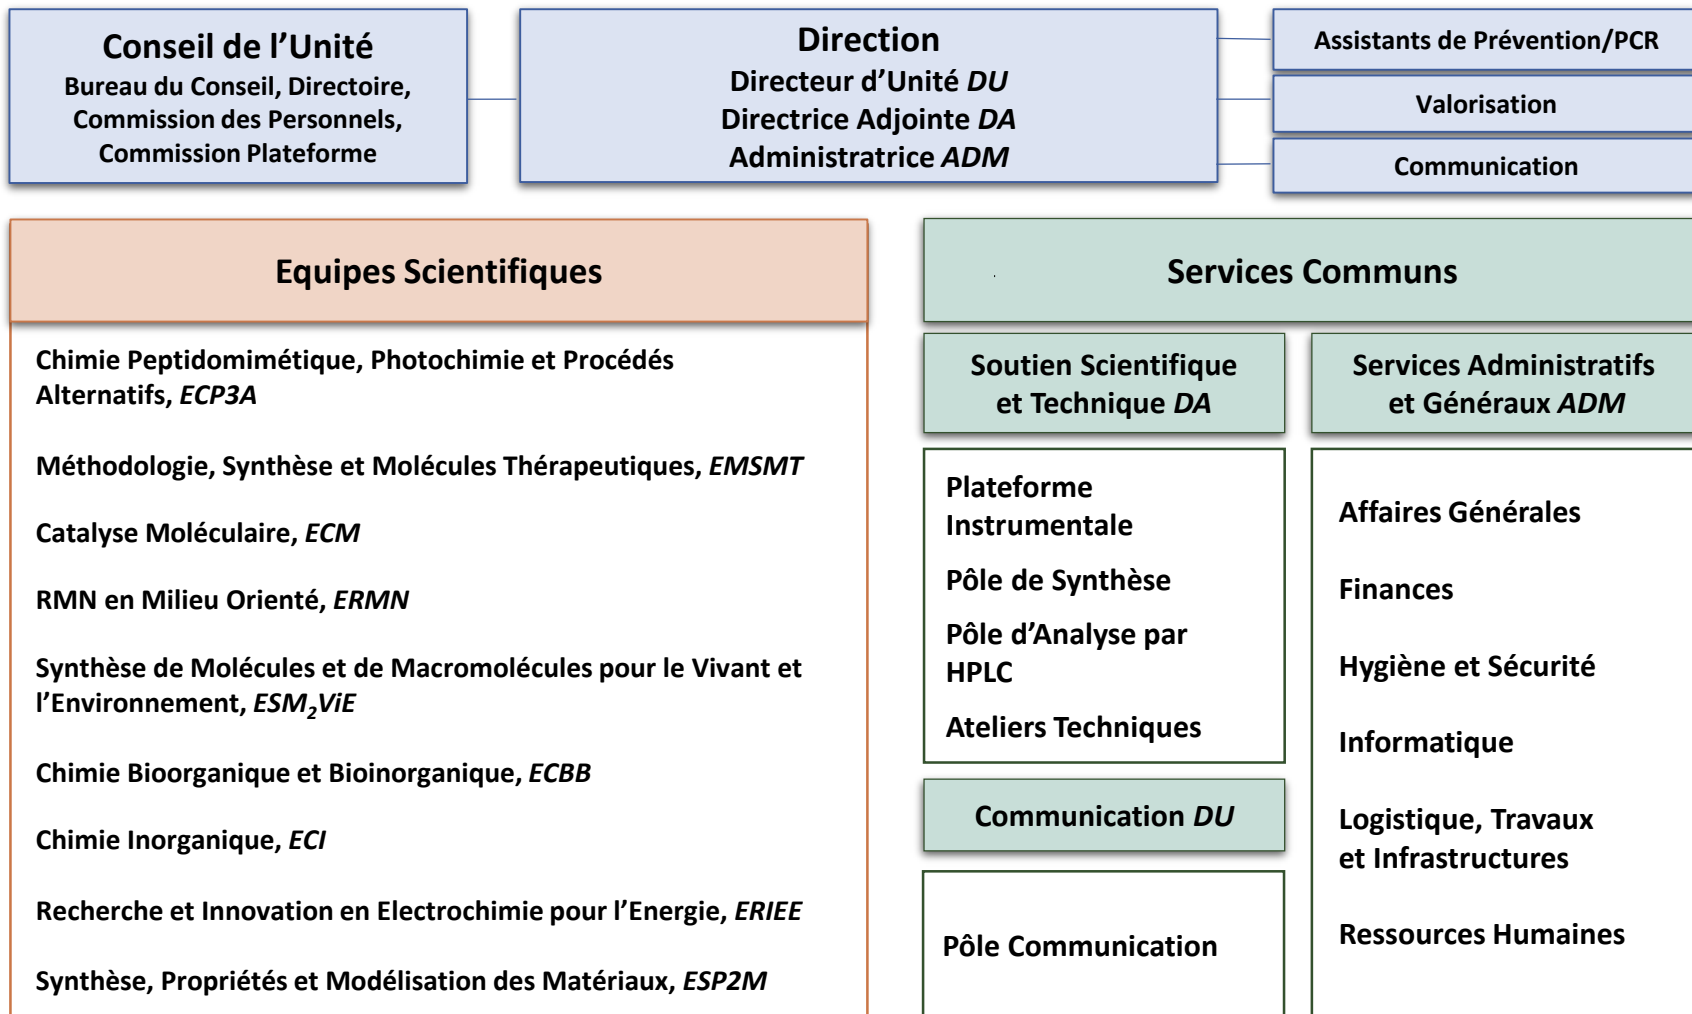 Conseil de l’Unité
Bureau du Conseil, Directoire,
Commission des Personnels,
Commission Plateforme
Direction
Directeur d’Unité DU
Directrice Adjointe DA
Administratrice ADM
Assistants de Prévention/PCR
Valorisation
Communication
Equipes Scientifiques
Chimie Peptidomimétique, Photochimie et Procédés
Alternatifs, ECP3A
Méthodologie, Synthèse et Molécules Thérapeutiques, EMSMT
Catalyse Moléculaire, ECM
RMN en Milieu Orienté, ERMN
Synthèse de Molécules et de Macromolécules pour le Vivant et
l’Environnement, ESM₂ViE
Chimie Bioorganique et Bioinorganique, ECBB
Chimie Inorganique, ECI
Recherche et Innovation en Electrochimie pour l’Energie, ERIEE
Synthèse, Propriétés et Modélisation des Matériaux, ESP2M
Services Communs
Soutien Scientifique
et Technique DA
Plateforme
Instrumentale
Pôle de Synthèse
Pôle d’Analyse par
HPLC
Ateliers Techniques
Communication DU
Pôle Communication
Services Administratifs
et Généraux ADM
Affaires Générales
Finances
Hygiène et Sécurité
Informatique
Logistique, Travaux
et Infrastructures
Ressources Humaines